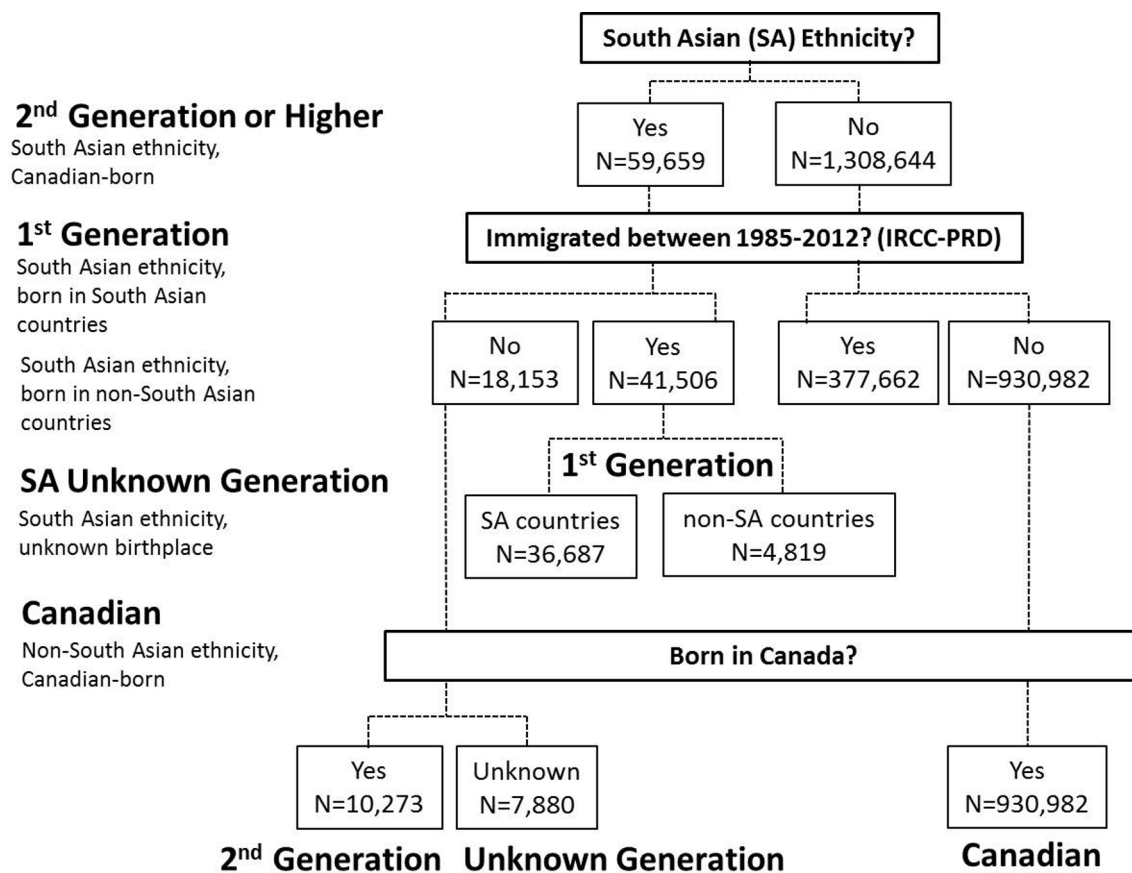 South Asian (SA) Ethnicity?
2nd Generation or Higher
South Asian ethnicity,
Canadian-born
Yes
N=59,659
No
N=1,308,644
1st Generation
South Asian ethnicity,
born in South Asian
countries
South Asian ethnicity,
born in non-South Asian
countries
Immigrated between 1985-2012? (IRCC-PRD)
No
N=18,153
Yes
N=41,506
Yes
N=377,662
No
N=930,982
1st Generation
SA countries
N=36,687
non-SA countries
N=4,819
SA Unknown Generation
South Asian ethnicity,
unknown birthplace
Canadian
Non-South Asian ethnicity,
Canadian-born
Born in Canada?
Yes
N=10,273
Unknown
N=7,880
Yes
N=930,982
2nd Generation
Unknown Generation
Canadian